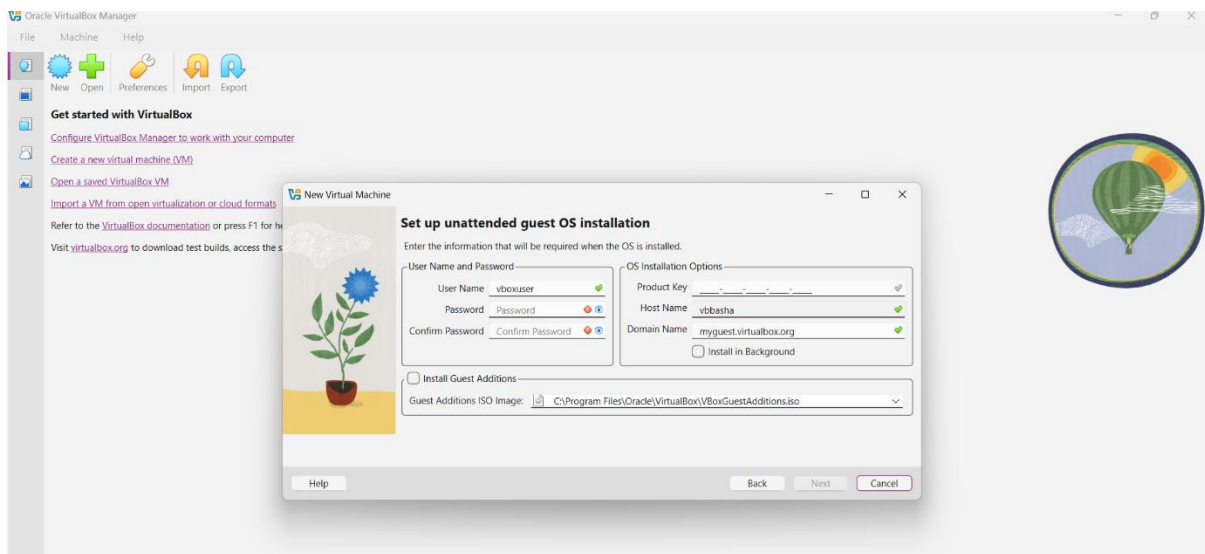 Oracle VirtualBox Manager
File Machine Help
New Open Preferences Import Export
Get started with VirtualBox
Configure VirtualBox Manager to work with your computer
Create a new virtual machine (VM)
Open a saved VirtualBox VM
Import a VM from open virtualization or cloud formats
Refer to the VirtualBox documentation or press F1 for he
Visit virtualbox.org to download test builds, access the s
New Virtual Machine
Set up unattended guest OS installation
Enter the information that will be required when the OS is installed.
User Name and Password
User Name vboxuser
Password Password
Confirm Password Confirm Password
OS Installation Options
Product Key ____-____-____-____-____
Host Name vbbasha
Domain Name myguest.virtualbox.org
Install in Background
Install Guest Additions
Guest Additions ISO Image: C:\Program Files\Oracle\VirtualBox\VBoxGuestAdditions.iso
Help Back Next Cancel